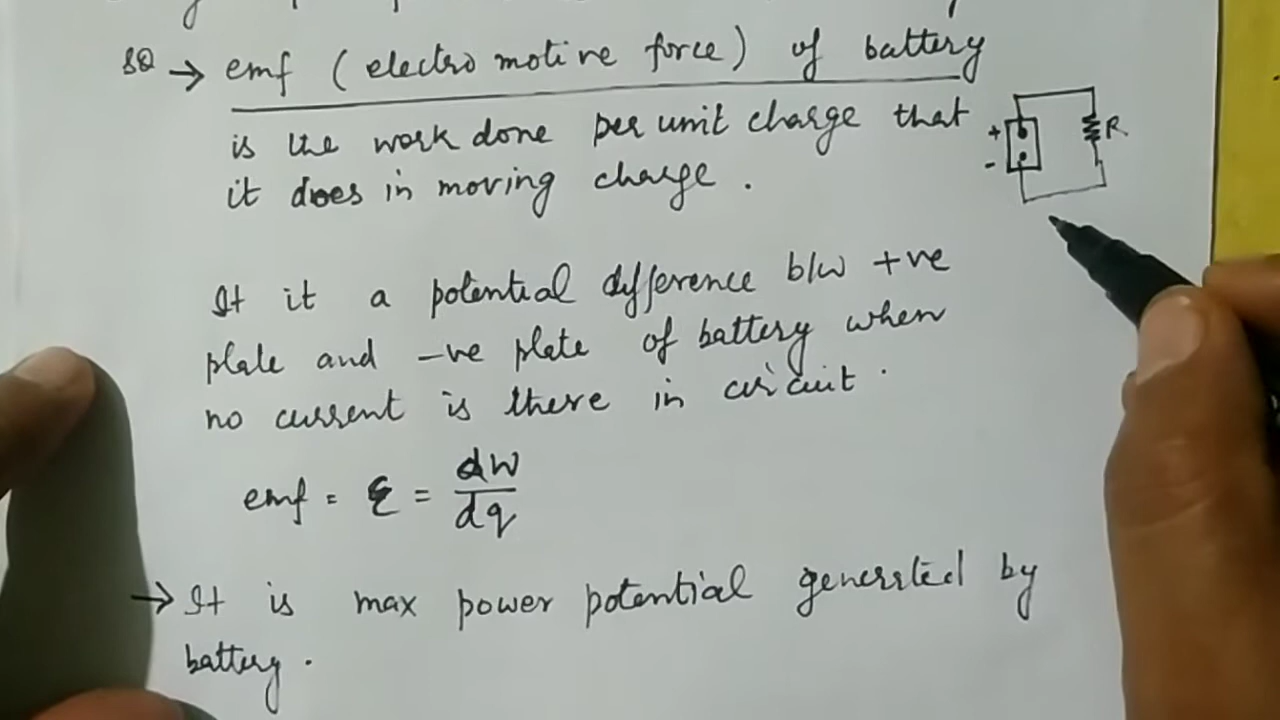 SQ → emf (electro motive force) of battery
is the work done per unit charge that
it does in moving charge.
+
-
R
It it a potential difference b/w +ve
plate and -ve plate of battery when
no current is there in circuit.
emf = ε = dW/dq
→ It is max power potential generated by
battery.